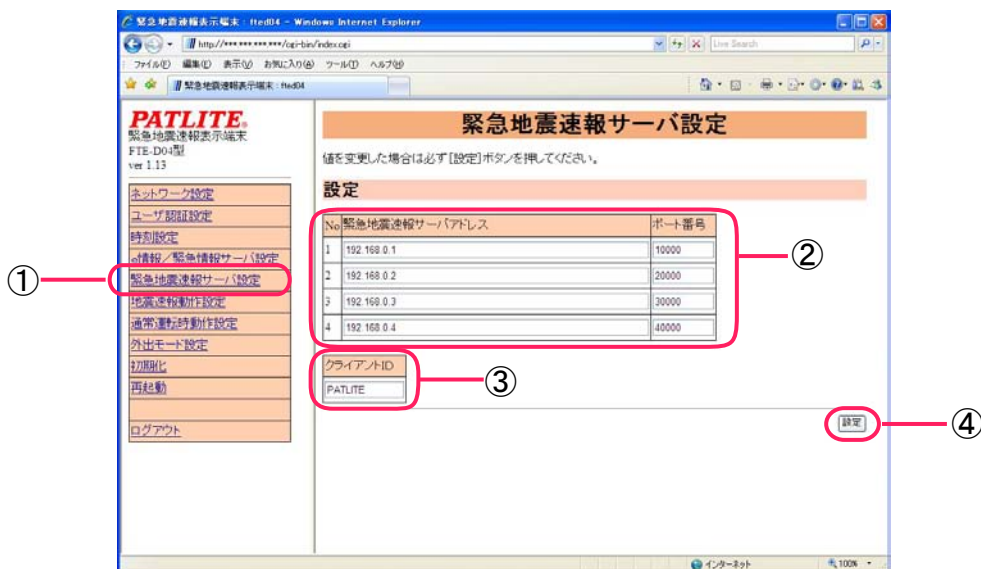 緊急地震速報表示端末 : fted04 - Windows Internet Explorer
http://***.***.***.***/cgi-bin/index.cgi
Live Search
ファイル(F) 編集(E) 表示(V) お気に入り(A) ツール(T) ヘルプ(H)
緊急地震速報表示端末 : fted04
PATLITE
緊急地震速報表示端末
FTE-D04型
ver 1.13
ネットワーク設定
ユーザ認証設定
時刻設定
e情報/緊急情報サーバ設定
① 緊急地震速報サーバ設定
地震速報動作設定
通常運転時動作設定
外出モード設定
初期化
再起動
ログアウト
緊急地震速報サーバ設定
値を変更した場合は必ず[設定]ボタンを押してください。
設定
No 緊急地震速報サーバアドレス ポート番号
1 192.168.0.1 10000
2 192.168.0.2 20000
3 192.168.0.3 30000
4 192.168.0.4 40000
②
クライアントID
PATLITE
③
設定 ④
インターネット 100%